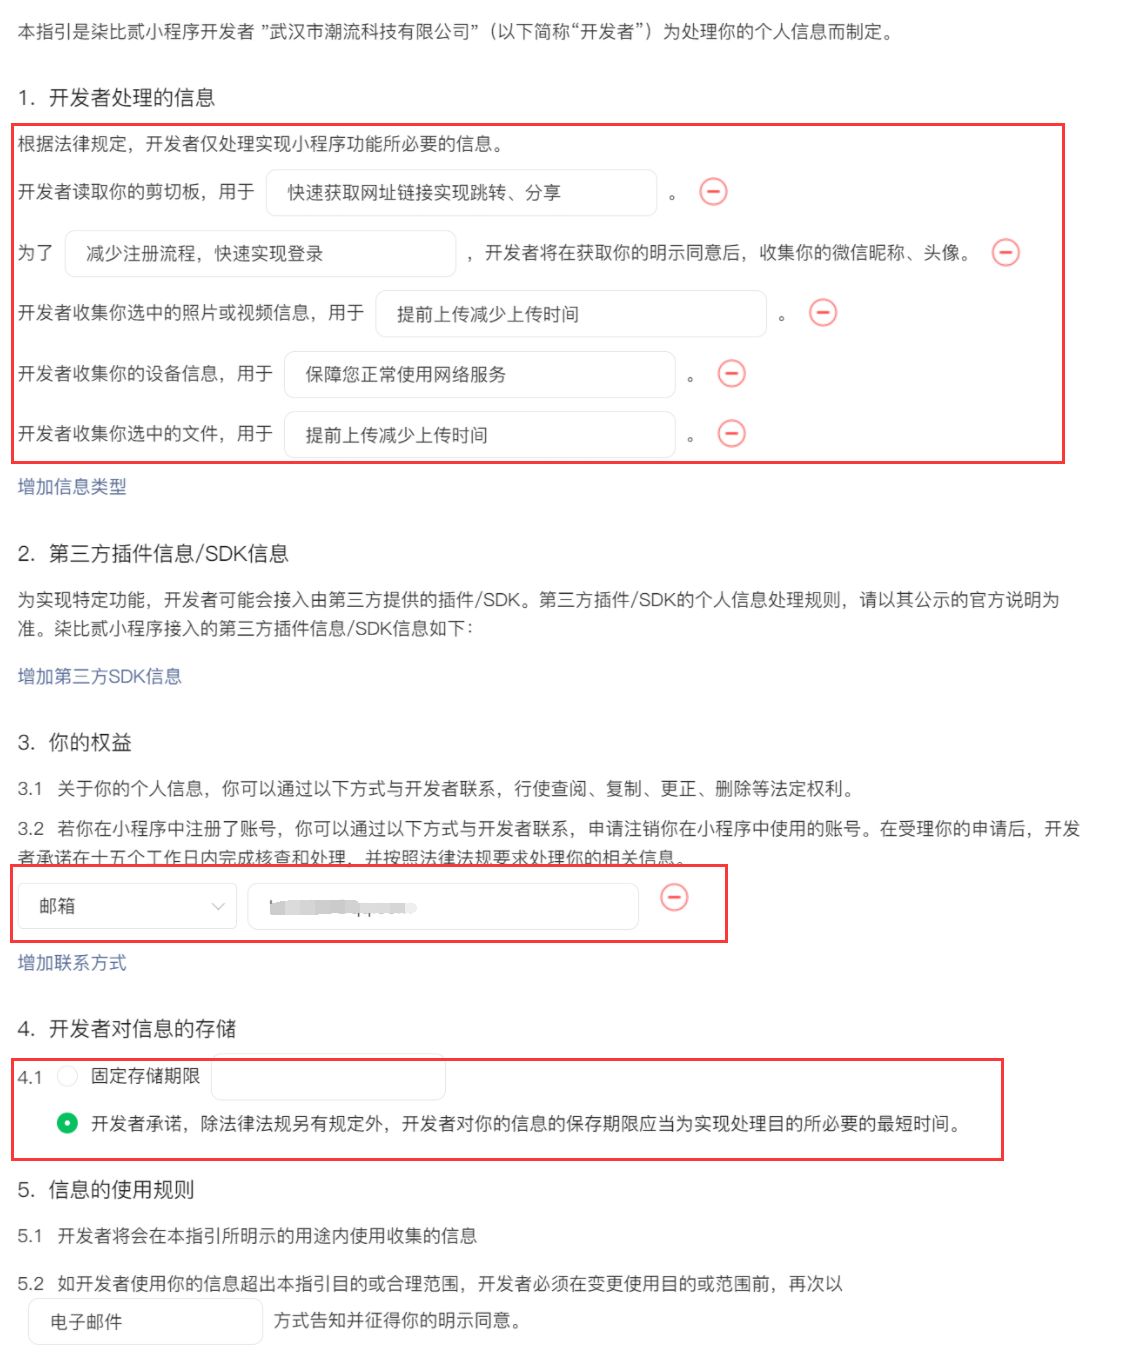 本指引是柒比贰小程序开发者 ”武汉市潮流科技有限公司”（以下简称“开发者”）为处理你的个人信息而制定。
1. 开发者处理的信息
根据法律规定，开发者仅处理实现小程序功能所必要的信息。
开发者读取你的剪切板，用于 快速获取网址链接实现跳转、分享 。
为了 减少注册流程，快速实现登录 ，开发者将在获取你的明示同意后，收集你的微信昵称、头像。
开发者收集你选中的照片或视频信息，用于 提前上传减少上传时间 。
开发者收集你的设备信息，用于 保障您正常使用网络服务 。
开发者收集你选中的文件，用于 提前上传减少上传时间 。
增加信息类型
2. 第三方插件信息/SDK信息
为实现特定功能，开发者可能会接入由第三方提供的插件/SDK。第三方插件/SDK的个人信息处理规则，请以其公示的官方说明为
准。柒比贰小程序接入的第三方插件信息/SDK信息如下：
增加第三方SDK信息
3. 你的权益
3.1 关于你的个人信息，你可以通过以下方式与开发者联系，行使查阅、复制、更正、删除等法定权利。
3.2 若你在小程序中注册了账号，你可以通过以下方式与开发者联系，申请注销你在小程序中使用的账号。在受理你的申请后，开发
者承诺在十五个工作日内完成核查和处理，并按照法律法规要求处理你的相关信息。
邮箱
增加联系方式
4. 开发者对信息的存储
4.1 固定存储期限
开发者承诺，除法律法规另有规定外，开发者对你的信息的保存期限应当为实现处理目的所必要的最短时间。
5. 信息的使用规则
5.1 开发者将会在本指引所明示的用途内使用收集的信息
5.2 如开发者使用你的信息超出本指引目的或合理范围，开发者必须在变更使用目的或范围前，再次以
电子邮件 方式告知并征得你的明示同意。